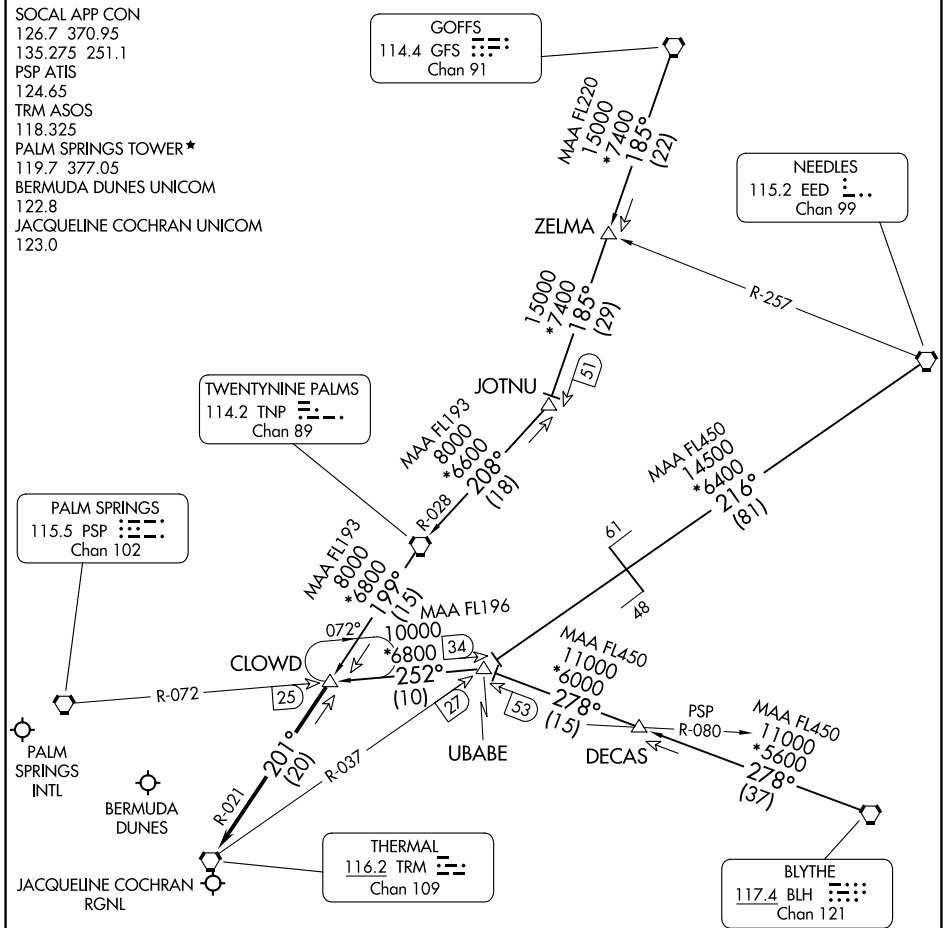 SOCAL APP CON
126.7 370.95
135.275 251.1
PSP ATIS
124.65
TRM ASOS
118.325
PALM SPRINGS TOWER★
119.7 377.05
BERMUDA DUNES UNICOM
122.8
JACQUELINE COCHRAN UNICOM
123.0
GOFFS
114.4 GFS
Chan 91
MAA FL220
15000
*7400
185°
(22)
NEEDLES
115.2 EED
Chan 99
ZELMA
R-257
15000
*7400
185°
(29)
JOTNU
51
TWENTYNINE PALMS
114.2 TNP
Chan 89
MAA FL193
8000
*6600
208°
(18)
R-028
MAA FL450
14500
*6400
216°
(81)
61
48
PALM SPRINGS
115.5 PSP
Chan 102
MAA FL193
8000
*6800
199°
(15)
MAA FL196
10000
*6800
252°
(10)
072°
34
CLOWD
R-072
25
27
53
MAA FL450
11000
*6000
278°
(15)
UBABE
DECAS
PSP
R-080
MAA FL450
11000
*5600
278°
(37)
PALM
SPRINGS
INTL
BERMUDA
DUNES
201°
(20)
R-021
R-037
JACQUELINE COCHRAN
RGNL
THERMAL
116.2 TRM
Chan 109
BLYTHE
117.4 BLH
Chan 121